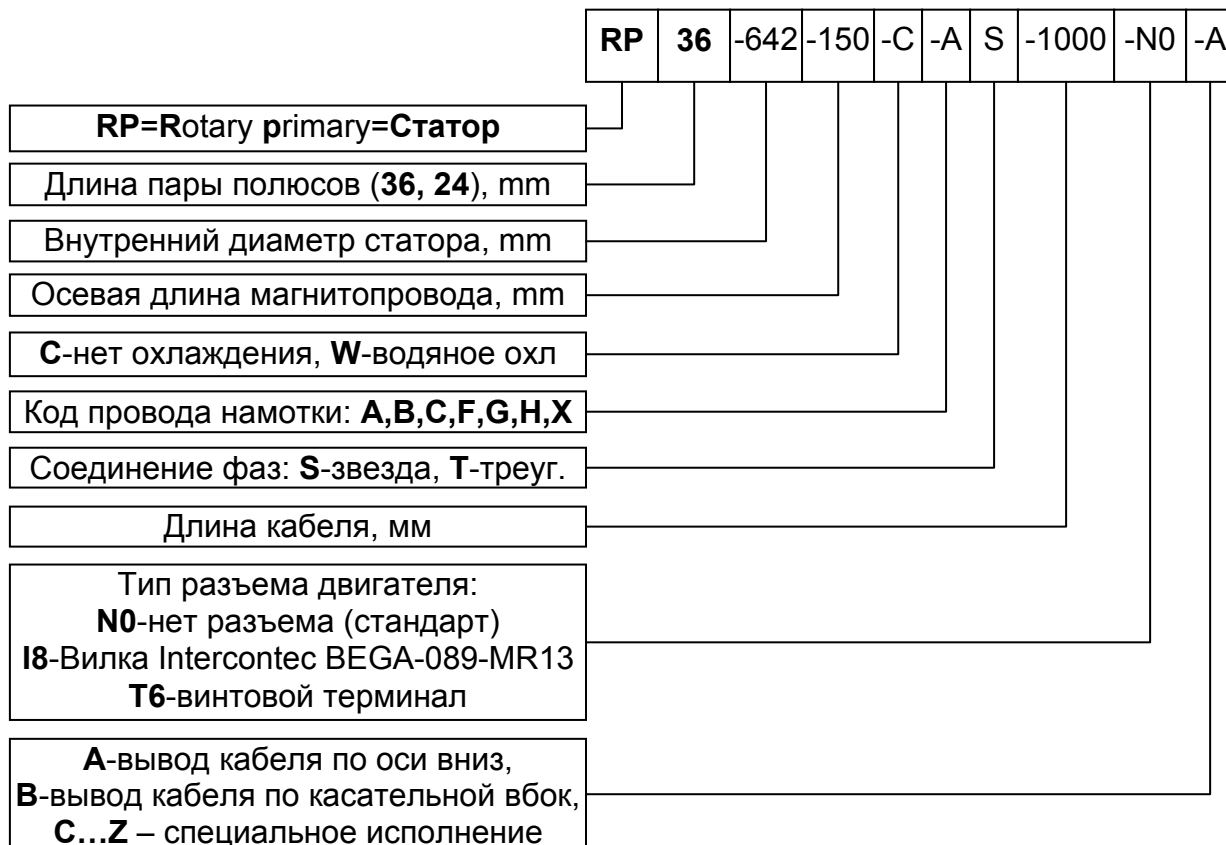 RP 36 -642 -150 -C -A S -1000 -N0 -A
RP=Rotary primary=Статор
Длина пары полюсов (36, 24), mm
Внутренний диаметр статора, mm
Осевая длина магнитопровода, mm
C-нет охлаждения, W-водяное охл
Код провода намотки: A,B,C,F,G,H,X
Соединение фаз: S-звезда, T-треуг.
Длина кабеля, мм
Тип разъема двигателя:
N0-нет разъема (стандарт)
I8-Вилка Intercontec BEGA-089-MR13
T6-винтовой терминал
A-вывод кабеля по оси вниз,
B-вывод кабеля по касательной вбок,
C...Z – специальное исполнение